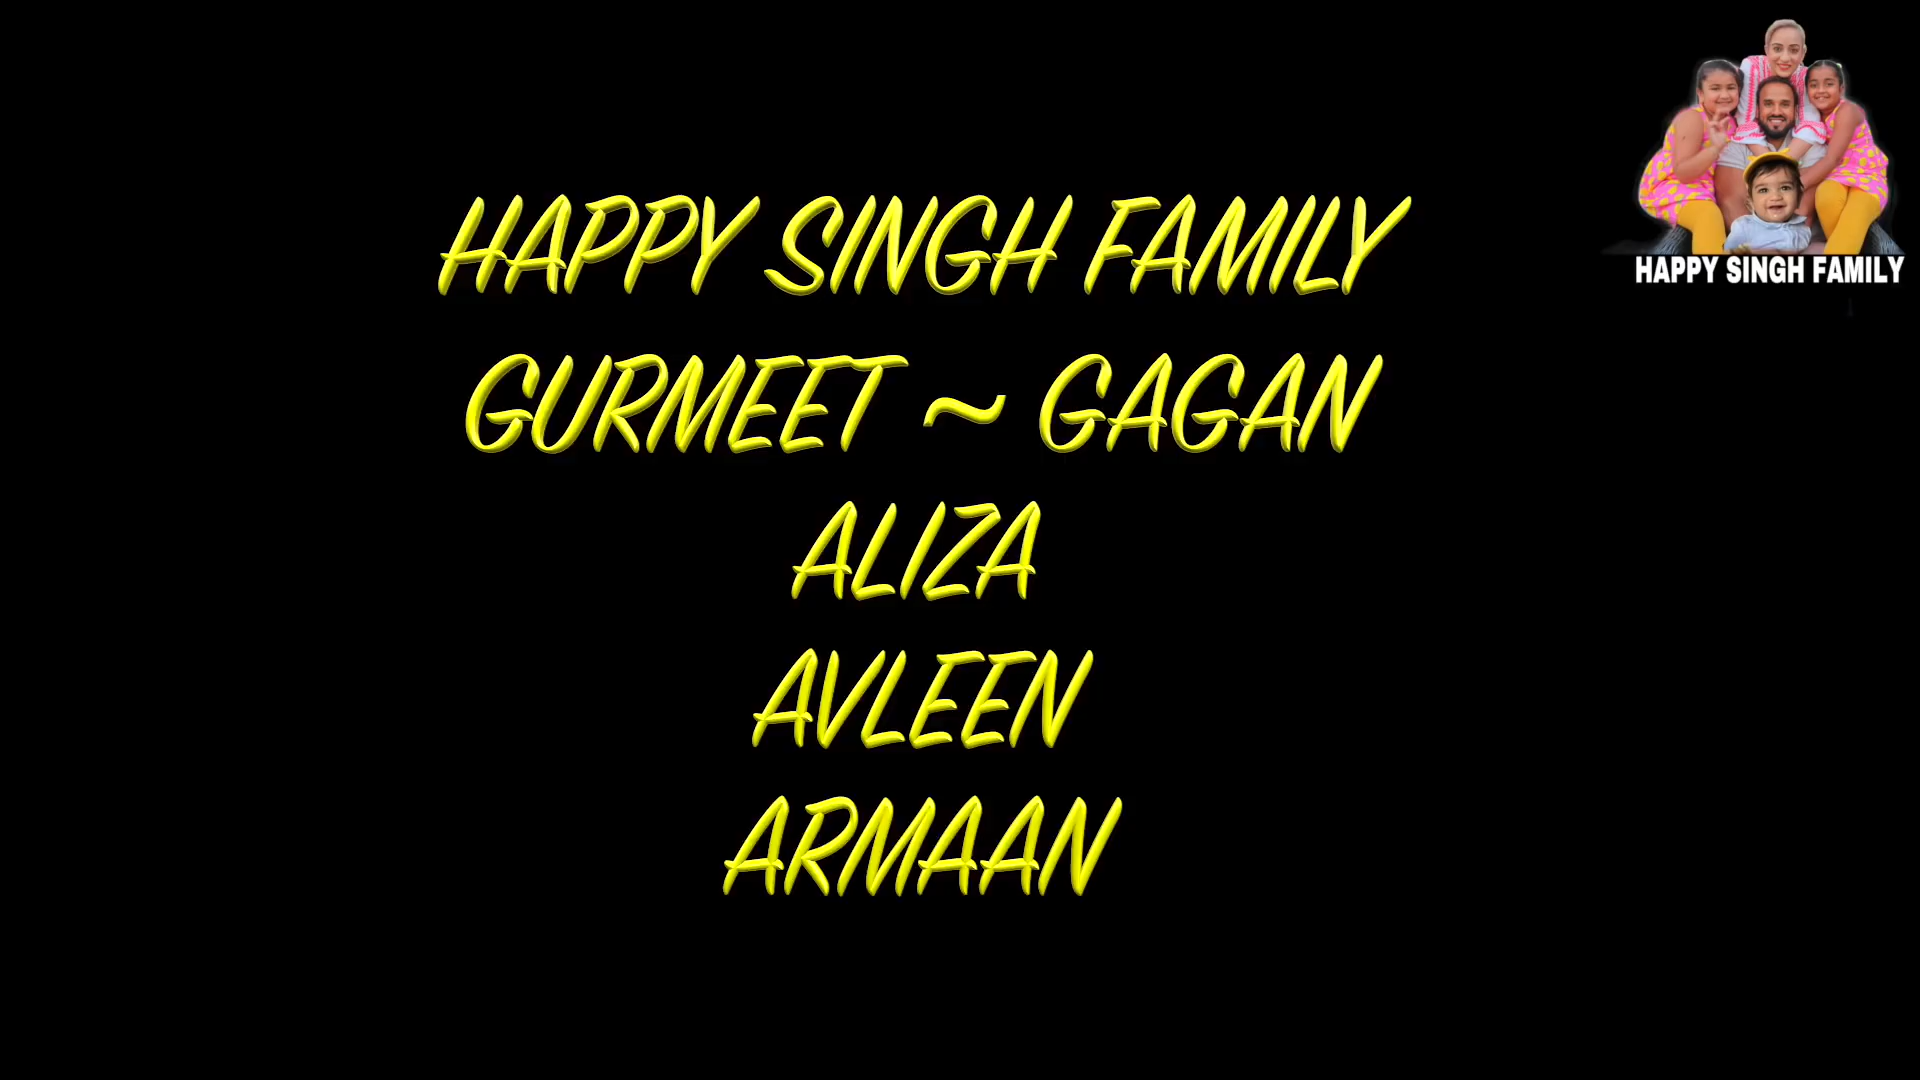 HAPPY SINGH FAMILY
HAPPY SINGH FAMILY
GURMEET ~ GAGAN
ALIZA
AVLEEN
ARMAAN